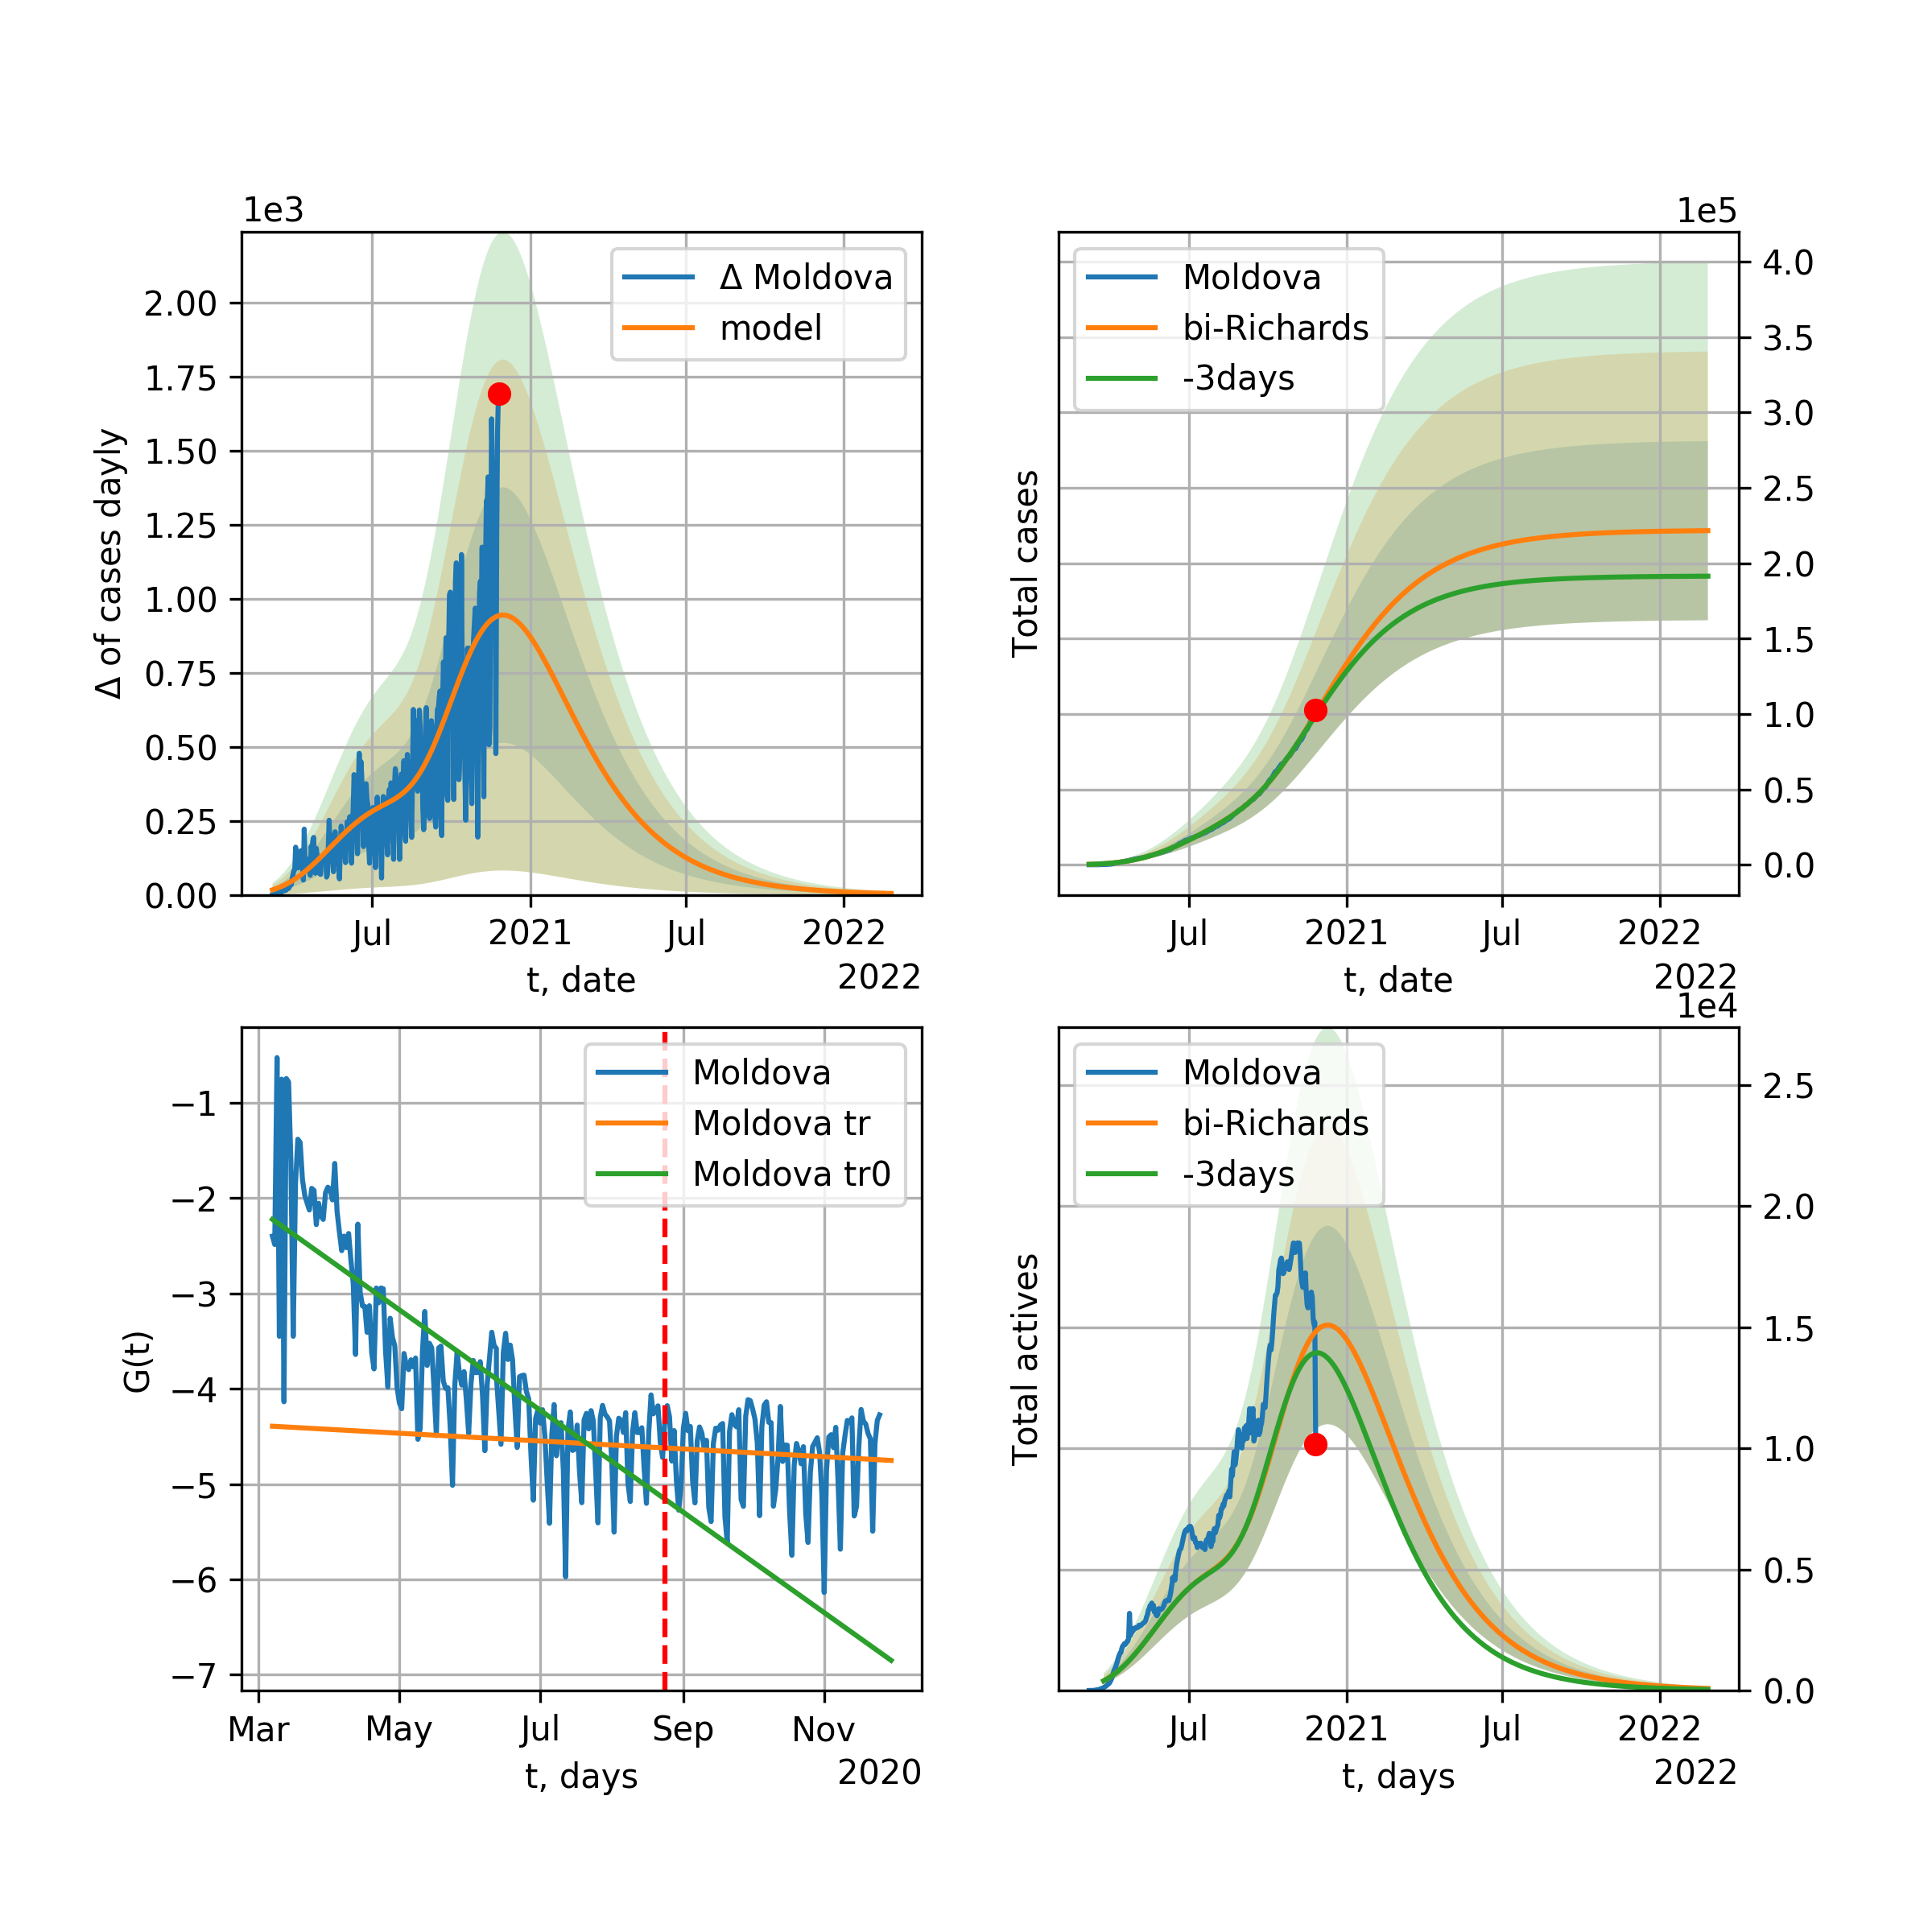 1e3
Δ of cases dayly
2.00
1.75
1.50
1.25
1.00
0.75
0.50
0.25
0.00
Δ Moldova
model
Jul 2021 Jul 2022
t, date
2022
1e5
Total cases
Moldova
bi-Richards
-3days
4.0
3.5
3.0
2.5
2.0
1.5
1.0
0.5
0.0
Jul 2021 Jul 2022
t, date
2022
G(t)
−1
−2
−3
−4
−5
−6
−7
Moldova
Moldova tr
Moldova tr0
Mar May Jul Sep Nov
t, days
2020
1e4
Total actives
Moldova
bi-Richards
-3days
2.5
2.0
1.5
1.0
0.5
0.0
Jul 2021 Jul 2022
t, days
2022